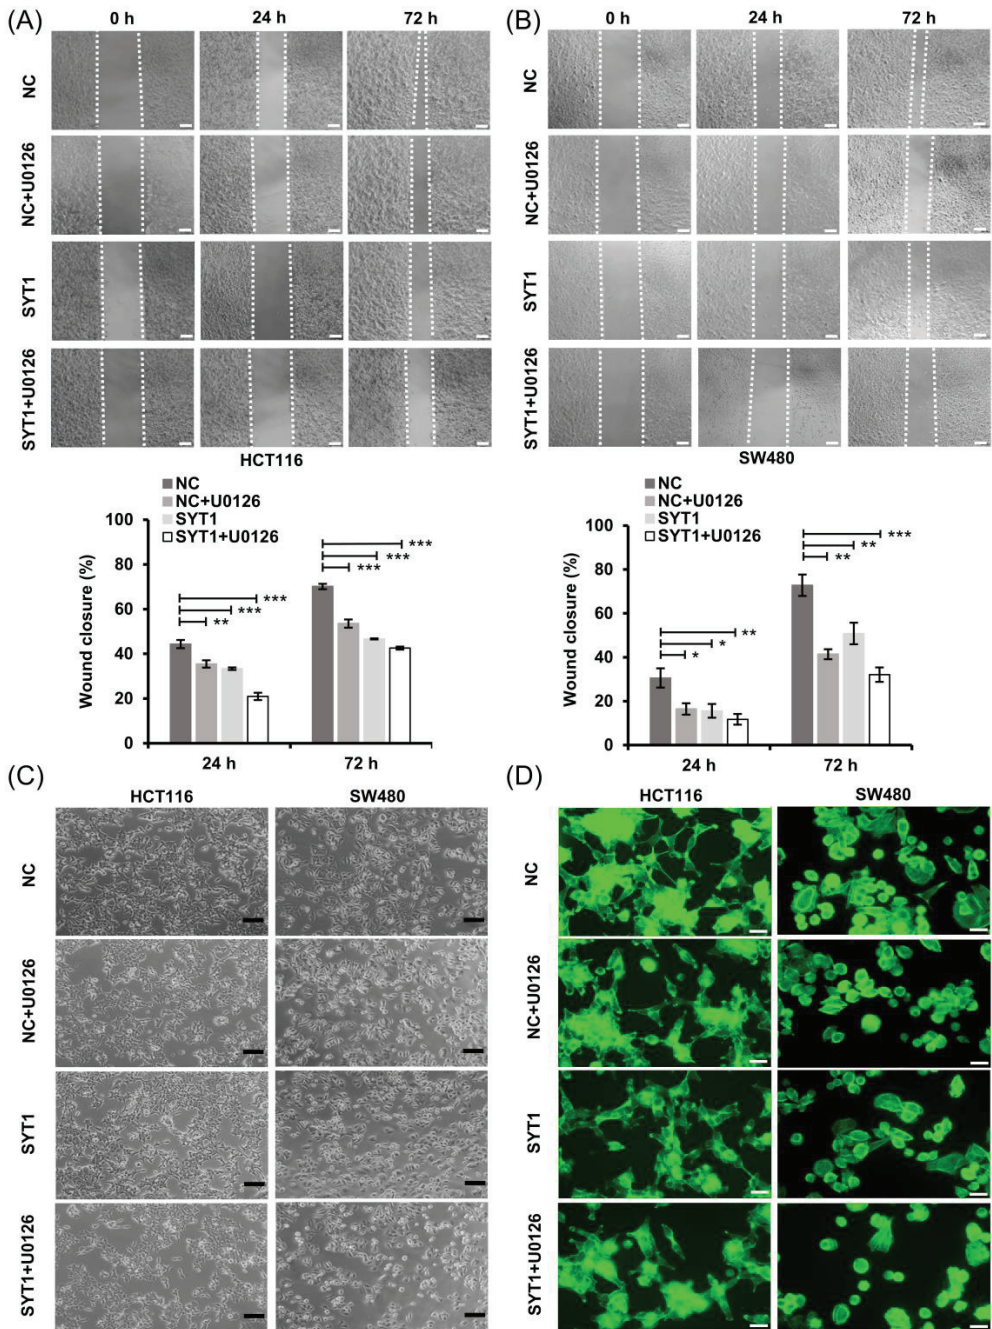 (A)
0 h 24 h 72 h
NC
NC+U0126
SYT1
SYT1+U0126
HCT116
NC
NC+U0126
SYT1
SYT1+U0126
Wound closure (%)
100
80
60
40
20
0
** *** ***
*** *** ***
24 h 72 h
(B)
0 h 24 h 72 h
NC
NC+U0126
SYT1
SYT1+U0126
SW480
NC
NC+U0126
SYT1
SYT1+U0126
Wound closure (%)
100
80
60
40
20
0
* * **
** ** ***
24 h 72 h
(C)
HCT116 SW480
NC
NC+U0126
SYT1
SYT1+U0126
(D)
HCT116 SW480
NC
NC+U0126
SYT1
SYT1+U0126